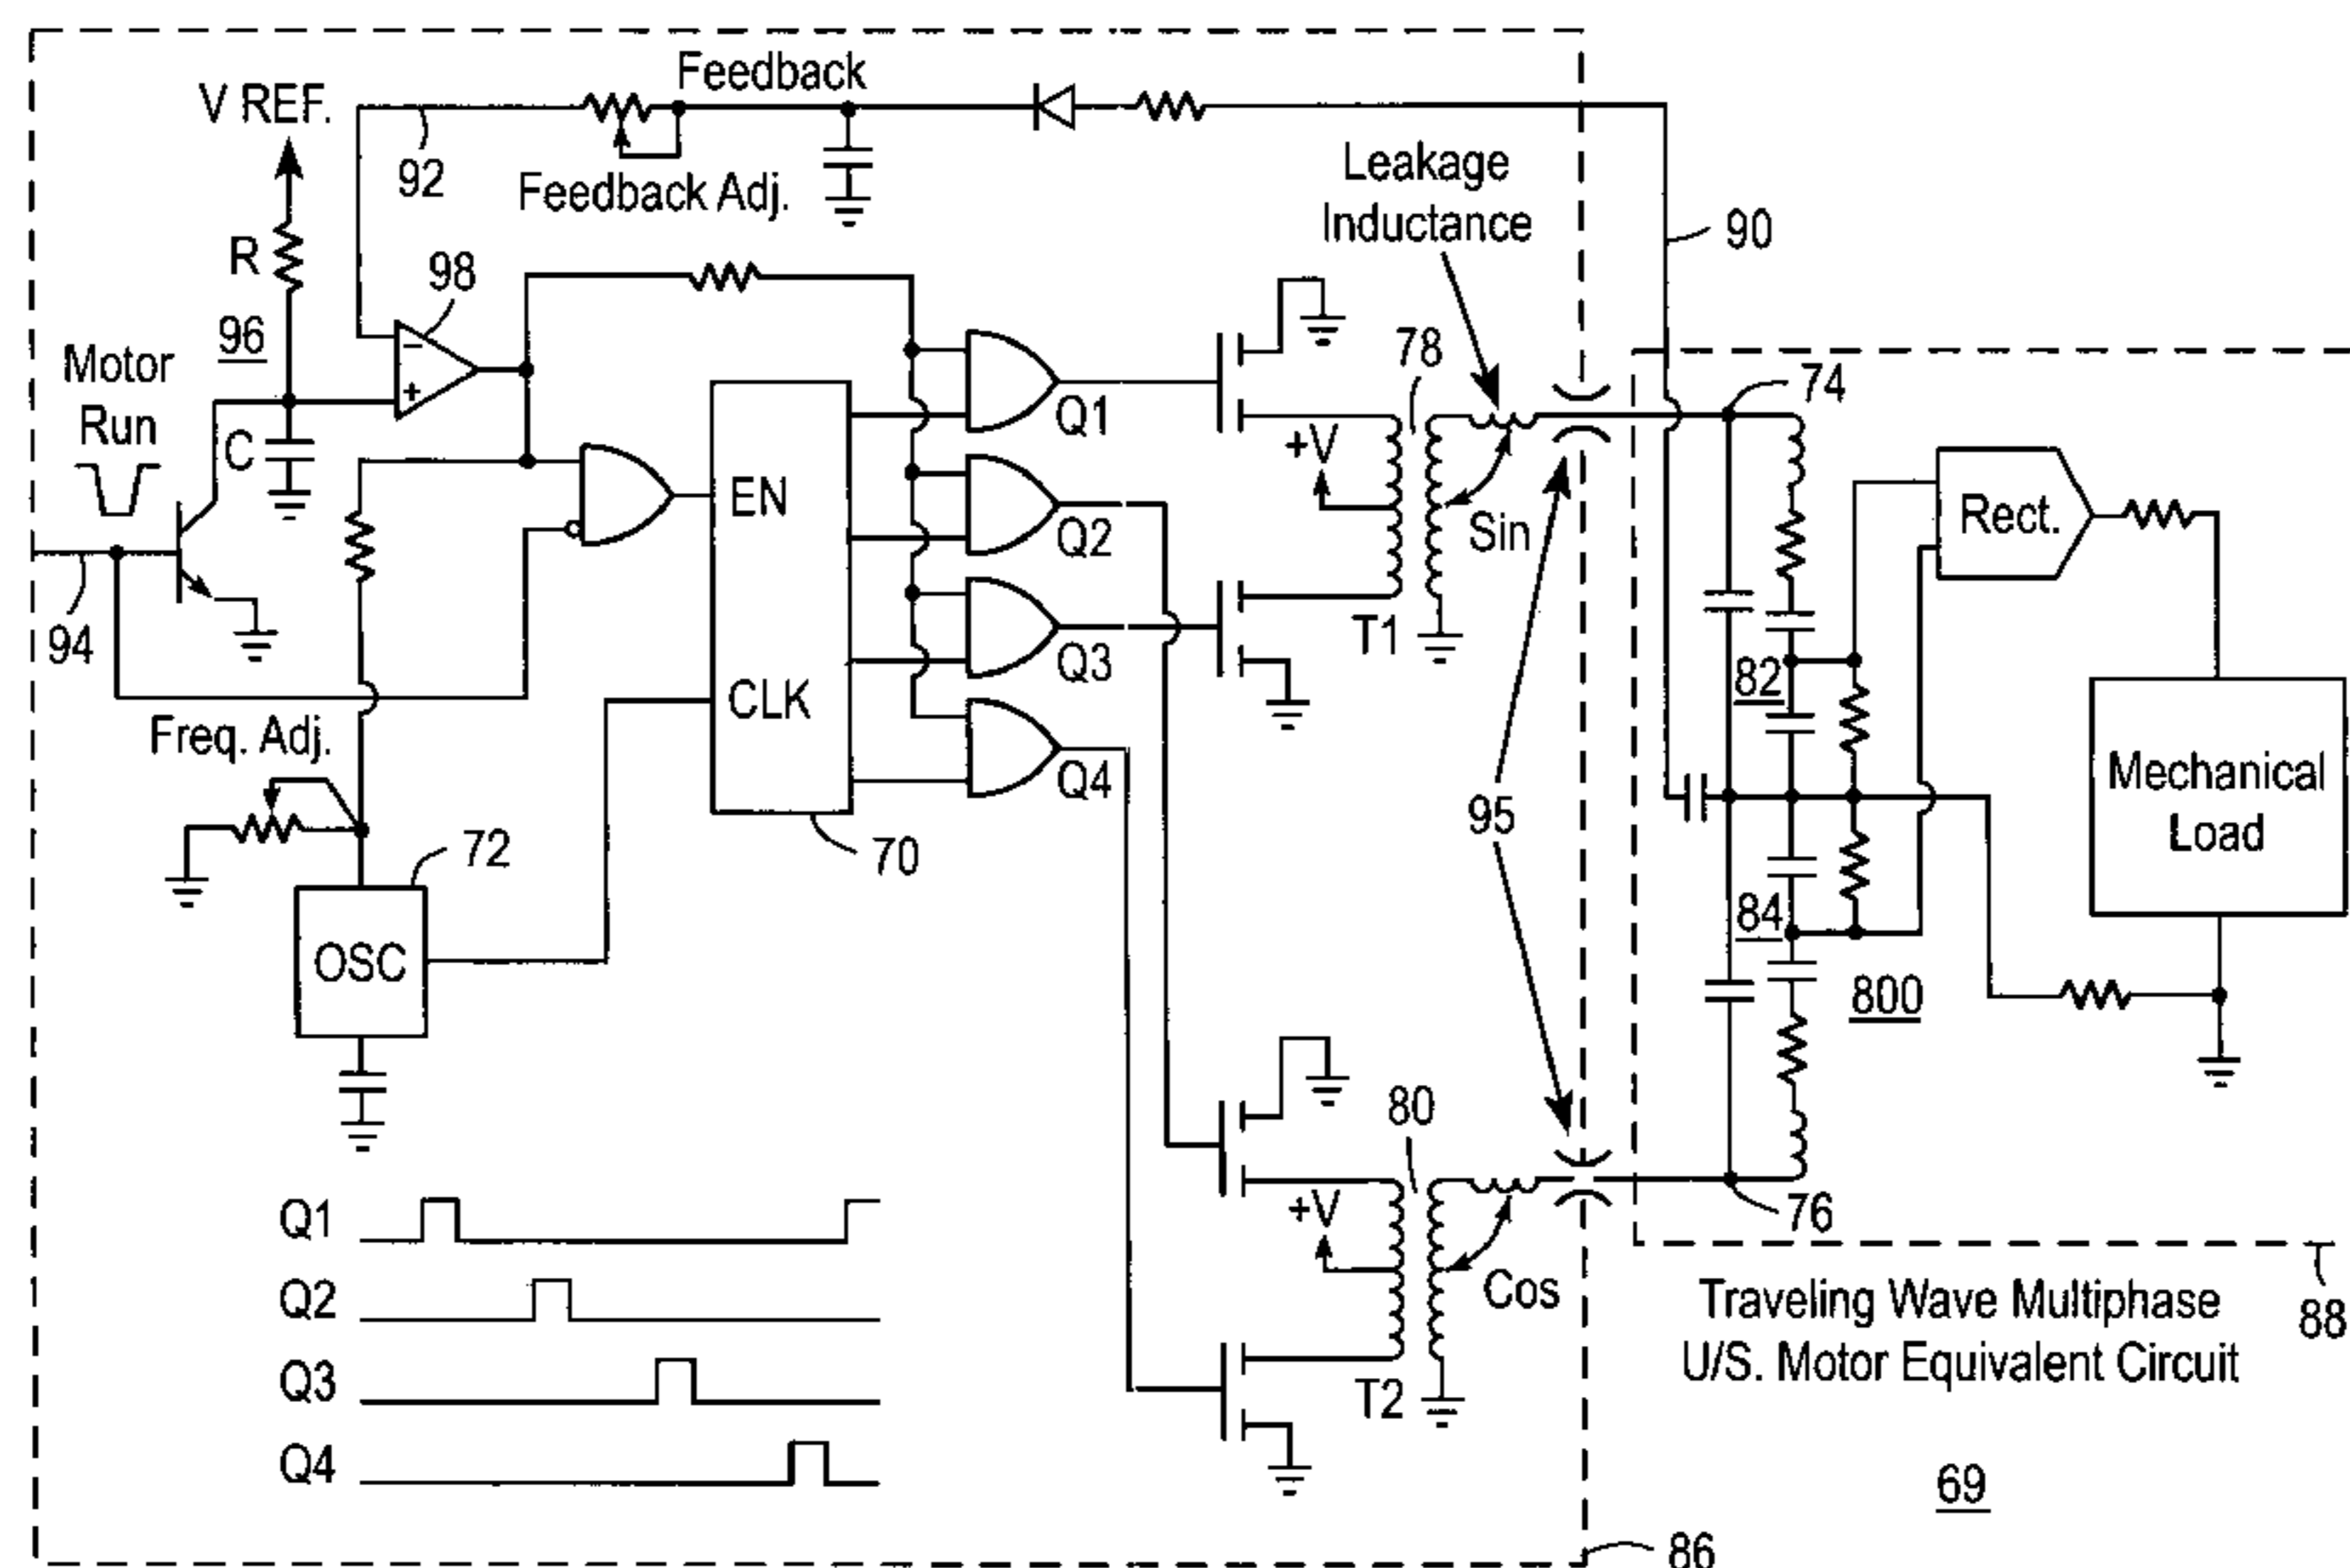 Feedback
V REF.
92
Feedback Adj.
Leakage
Inductance
90
R
98
96
Motor
Run
C
94
−
+
EN
CLK
Q1
Q2
Q3
Q4
78
+V
Sin
T1
74
Rect.
82
Mechanical
Load
Freq. Adj.
72
70
95
84
OSC
800
80
+V
Cos
T2
76
Q1
Q2
Q3
Q4
Traveling Wave Multiphase
U/S. Motor Equivalent Circuit
88
69
86